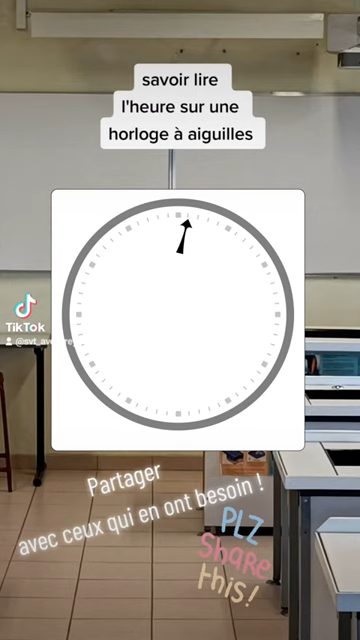 savoir lire
l'heure sur une
horloge à aiguilles
TikTok
Partager
avec ceux qui en ont besoin !
PLZ
Share
this!